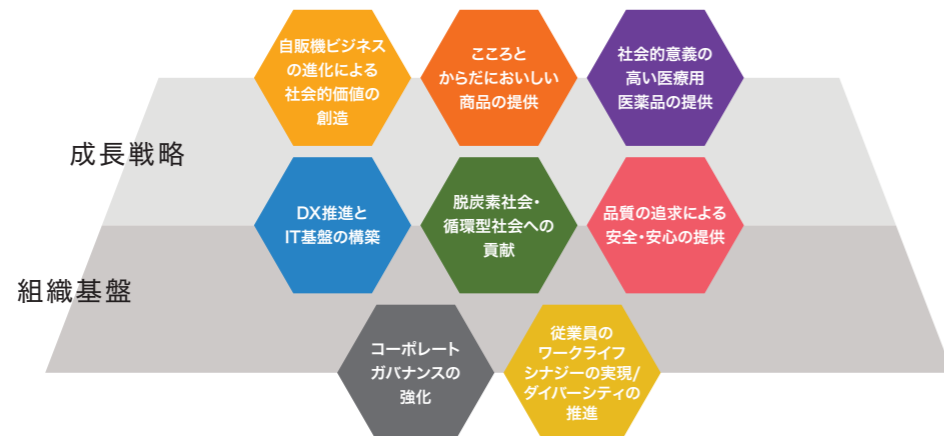 自販機ビジネス
の進化による
社会的価値の
創造
こころと
からだにおいしい
商品の提供
社会的意義の
高い医療用
医薬品の提供
成長戦略
DX推進と
IT基盤の構築
脱炭素社会・
循環型社会への
貢献
品質の追求による
安全・安心の提供
組織基盤
コーポレート
ガバナンスの
強化
従業員の
ワークライフ
シナジーの実現/
ダイバーシティの
推進